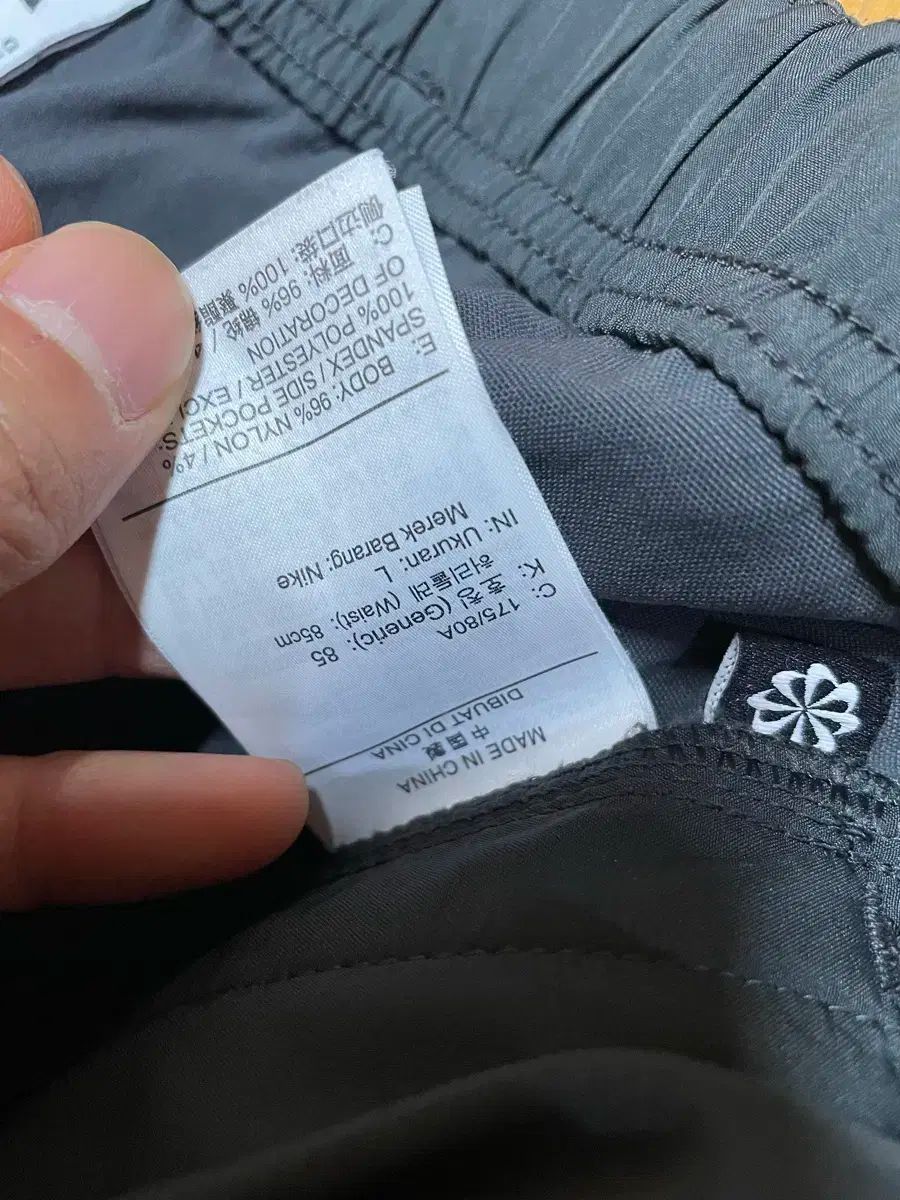 MADE IN CHINA
中国製
DIBUAT DI CINA
C: 175/80A
K: 호칭 (Generic): 85
허리둘레 (Waist): 85cm
IN: Ukuran: L
Merek Barang: Nike
BODY: 96% NYLON / 4%
SPANDEX / SIDE POCKETS:
100% POLYESTER / EXCL
OF DECORATION
E:
C: 面料: 96% 锦纶 /
侧边口袋: 100% 聚酯